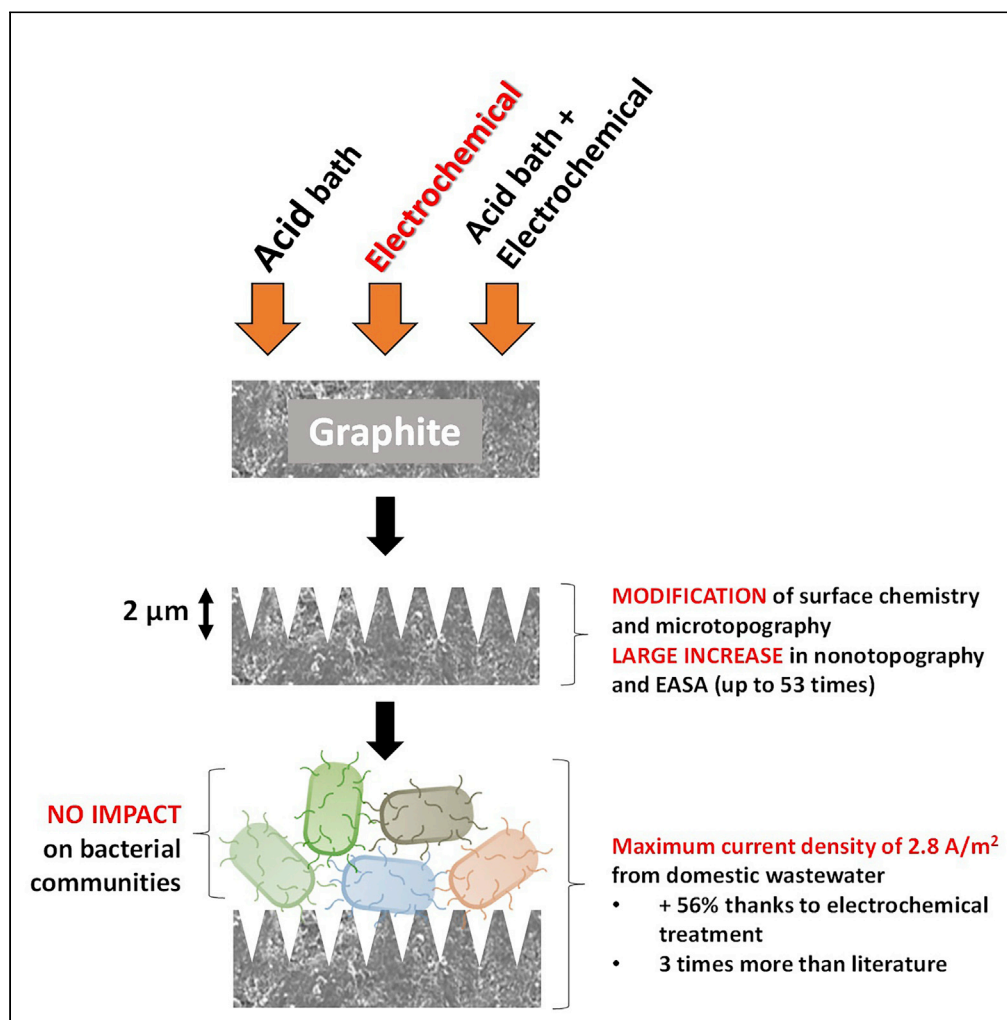 Acid bath
Electrochemical
Acid bath +
Electrochemical
Graphite
2 μm
MODIFICATION of surface chemistry
and microtopography
LARGE INCREASE in nonotopography
and EASA (up to 53 times)
NO IMPACT
on bacterial
communities
Maximum current density of 2.8 A/m²
from domestic wastewater
• + 56% thanks to electrochemical
treatment
• 3 times more than literature